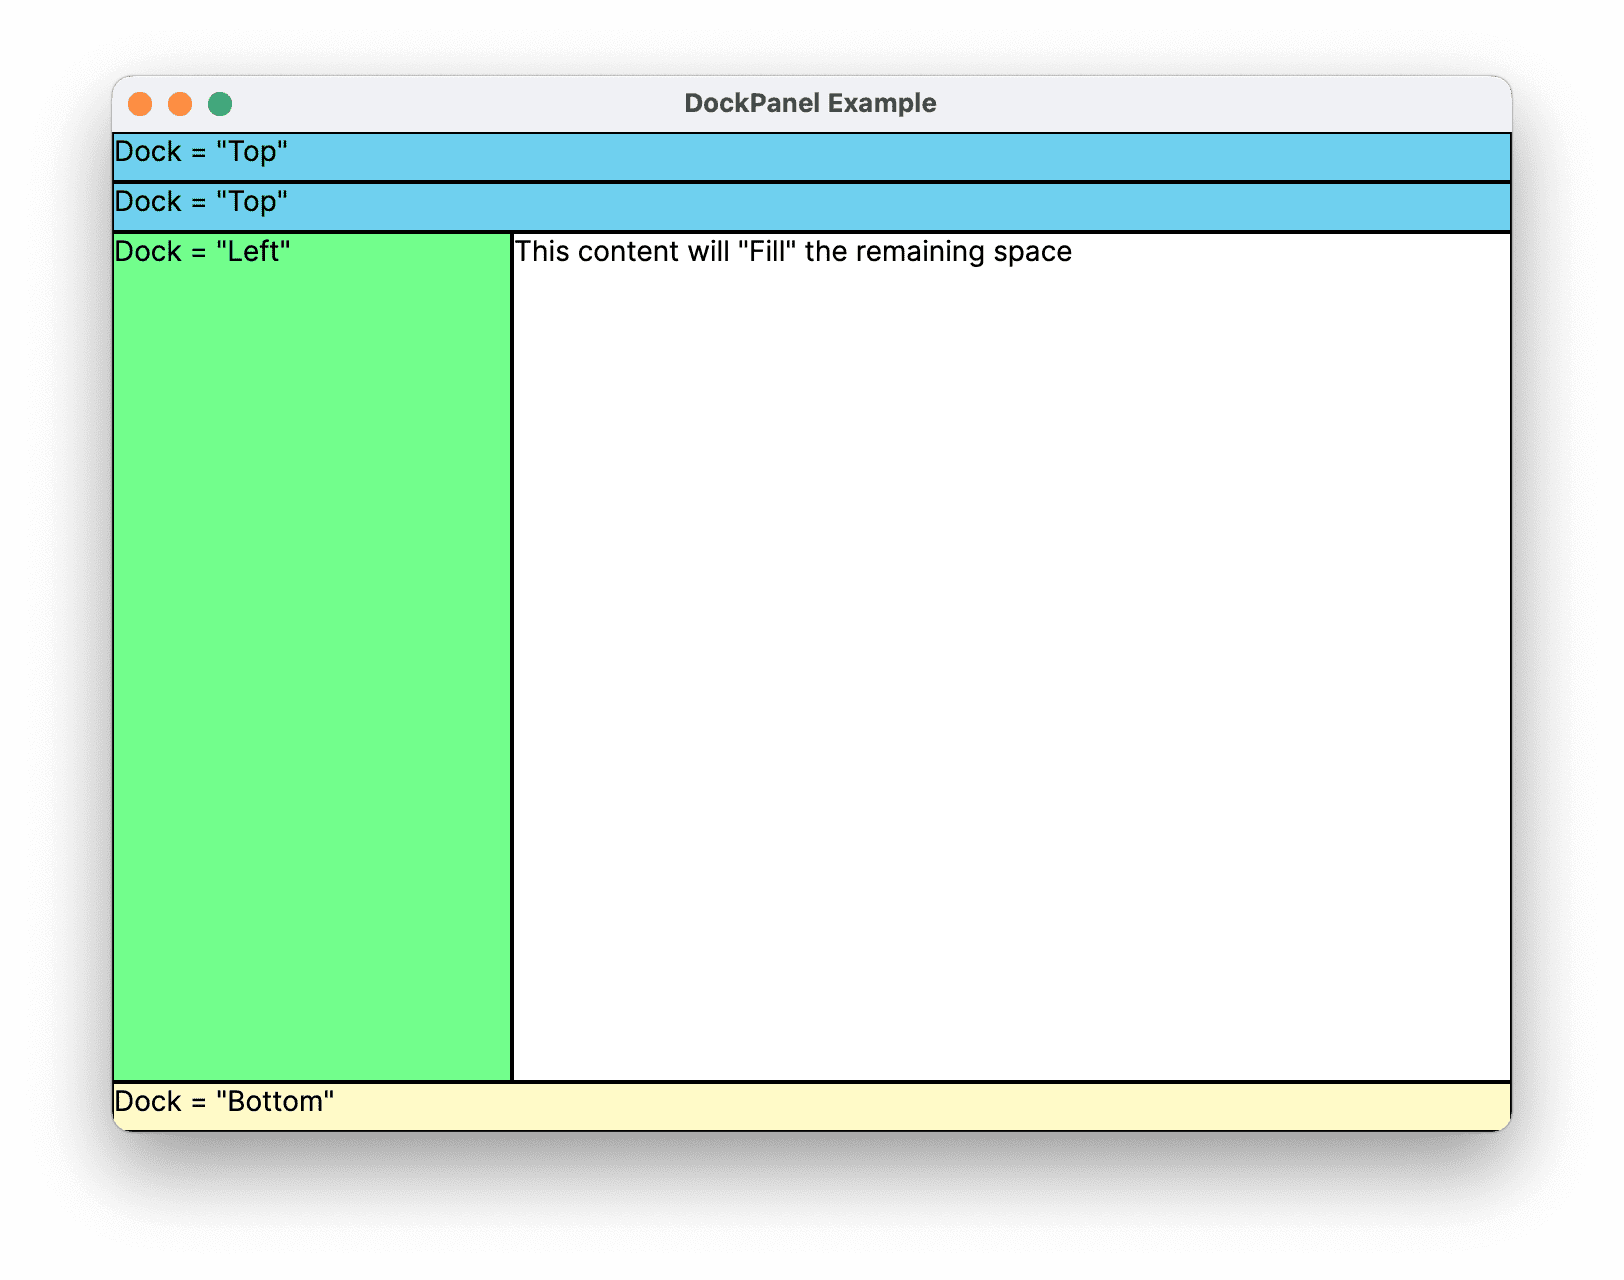 DockPanel Example
Dock = "Top"
Dock = "Top"
Dock = "Left"
This content will "Fill" the remaining space
Dock = "Bottom"